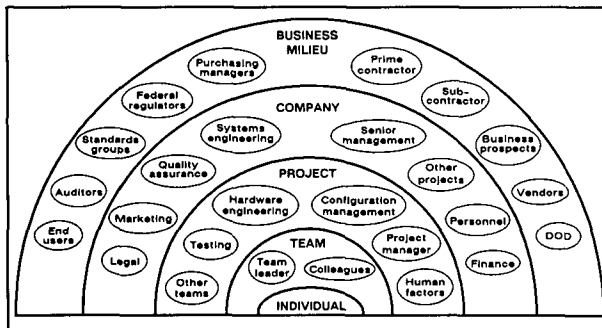 BUSINESS
MILIEU
Purchasing
managers
Prime
contractor
Federal
regulators
Sub-
contractor
Standards
groups
Business
prospects
Auditors
Vendors
End
users
DOD
COMPANY
Systems
engineering
Senior
management
Quality
assurance
Other
projects
Marketing
Personnel
Legal
Finance
PROJECT
Hardware
engineering
Configuration
management
Testing
Project
manager
Other
teams
Human
factors
TEAM
Team
leader
Colleagues
INDIVIDUAL